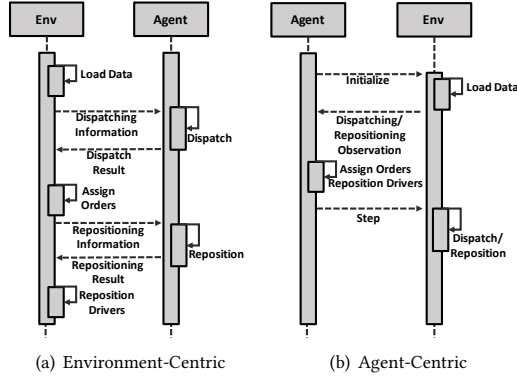 Env
Agent
Load Data
Dispatching
Information
Dispatch
Dispatch
Result
Assign
Orders
Repositioning
Information
Reposition
Repositioning
Result
Reposition
Drivers
(a) Environment-Centric
Agent
Env
Initialize
Load Data
Dispatching/
Repositioning
Observation
Assign Orders
Reposition Drivers
Step
Dispatch/
Reposition
(b) Agent-Centric